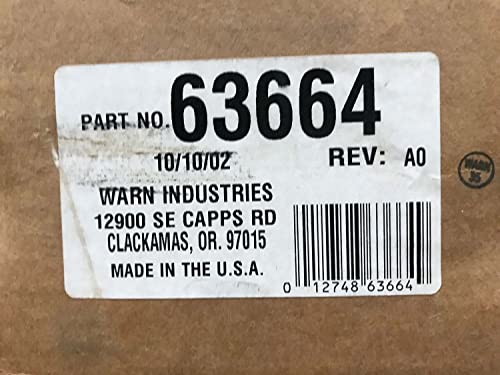 PART NO. 63664
10/10/02 REV: A0
WARN INDUSTRIES
12900 SE CAPPS RD
CLACKAMAS, OR. 97015
MADE IN THE U.S.A.
0 12748 63664
WARN